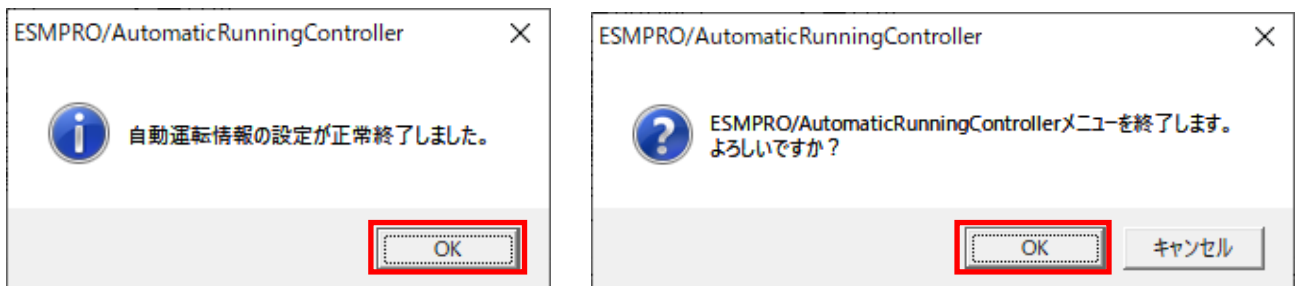 ESMPRO/AutomaticRunningController
自動運転情報の設定が正常終了しました。
OK
ESMPRO/AutomaticRunningController
ESMPRO/AutomaticRunningControllerメニューを終了します。
よろしいですか？
OK
キャンセル